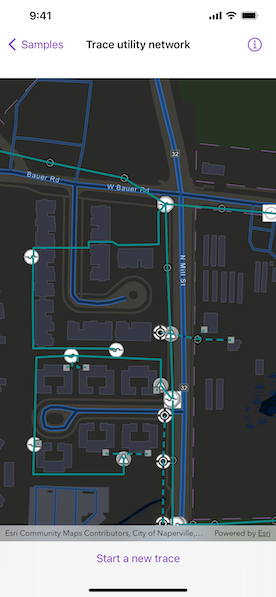 9:41
Samples
Trace utility network
32
Bauer Rd
W Bauer Rd
N Mill St
32
Esri Community Maps Contributors, City of Naperville,...
Powered by Esri
Start a new trace